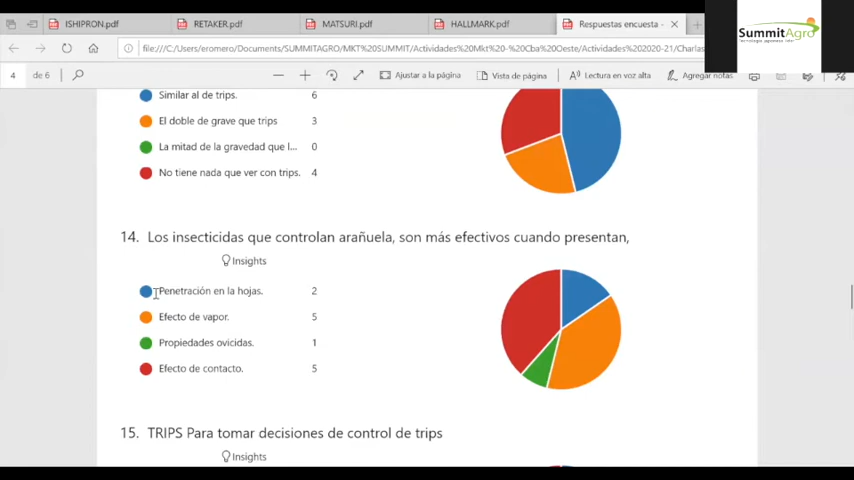 ISHIPRON.pdf
RETAKER.pdf
MATSURI.pdf
HALLMARK.pdf
Respuestas encuesta -
SummitAgro
file:///C:/Users/eromero/Documents/SUMMITAGRO/MKT%20SUMMIT/Actividades%20Mkt%20-%20Cba%20Oeste/Actividades%202020-21/Charlas
4 de 6
Ajustar a la página
Vista de página
Lectura en voz alta
Agregar notas
Similar al de trips. 6
El doble de grave que trips 3
La mitad de la gravedad que l... 0
No tiene nada que ver con trips. 4
14. Los insecticidas que controlan arañuela, son más efectivos cuando presentan,
Insights
Penetración en la hojas. 2
Efecto de vapor. 5
Propiedades ovicidas. 1
Efecto de contacto. 5
15. TRIPS Para tomar decisiones de control de trips
Insights